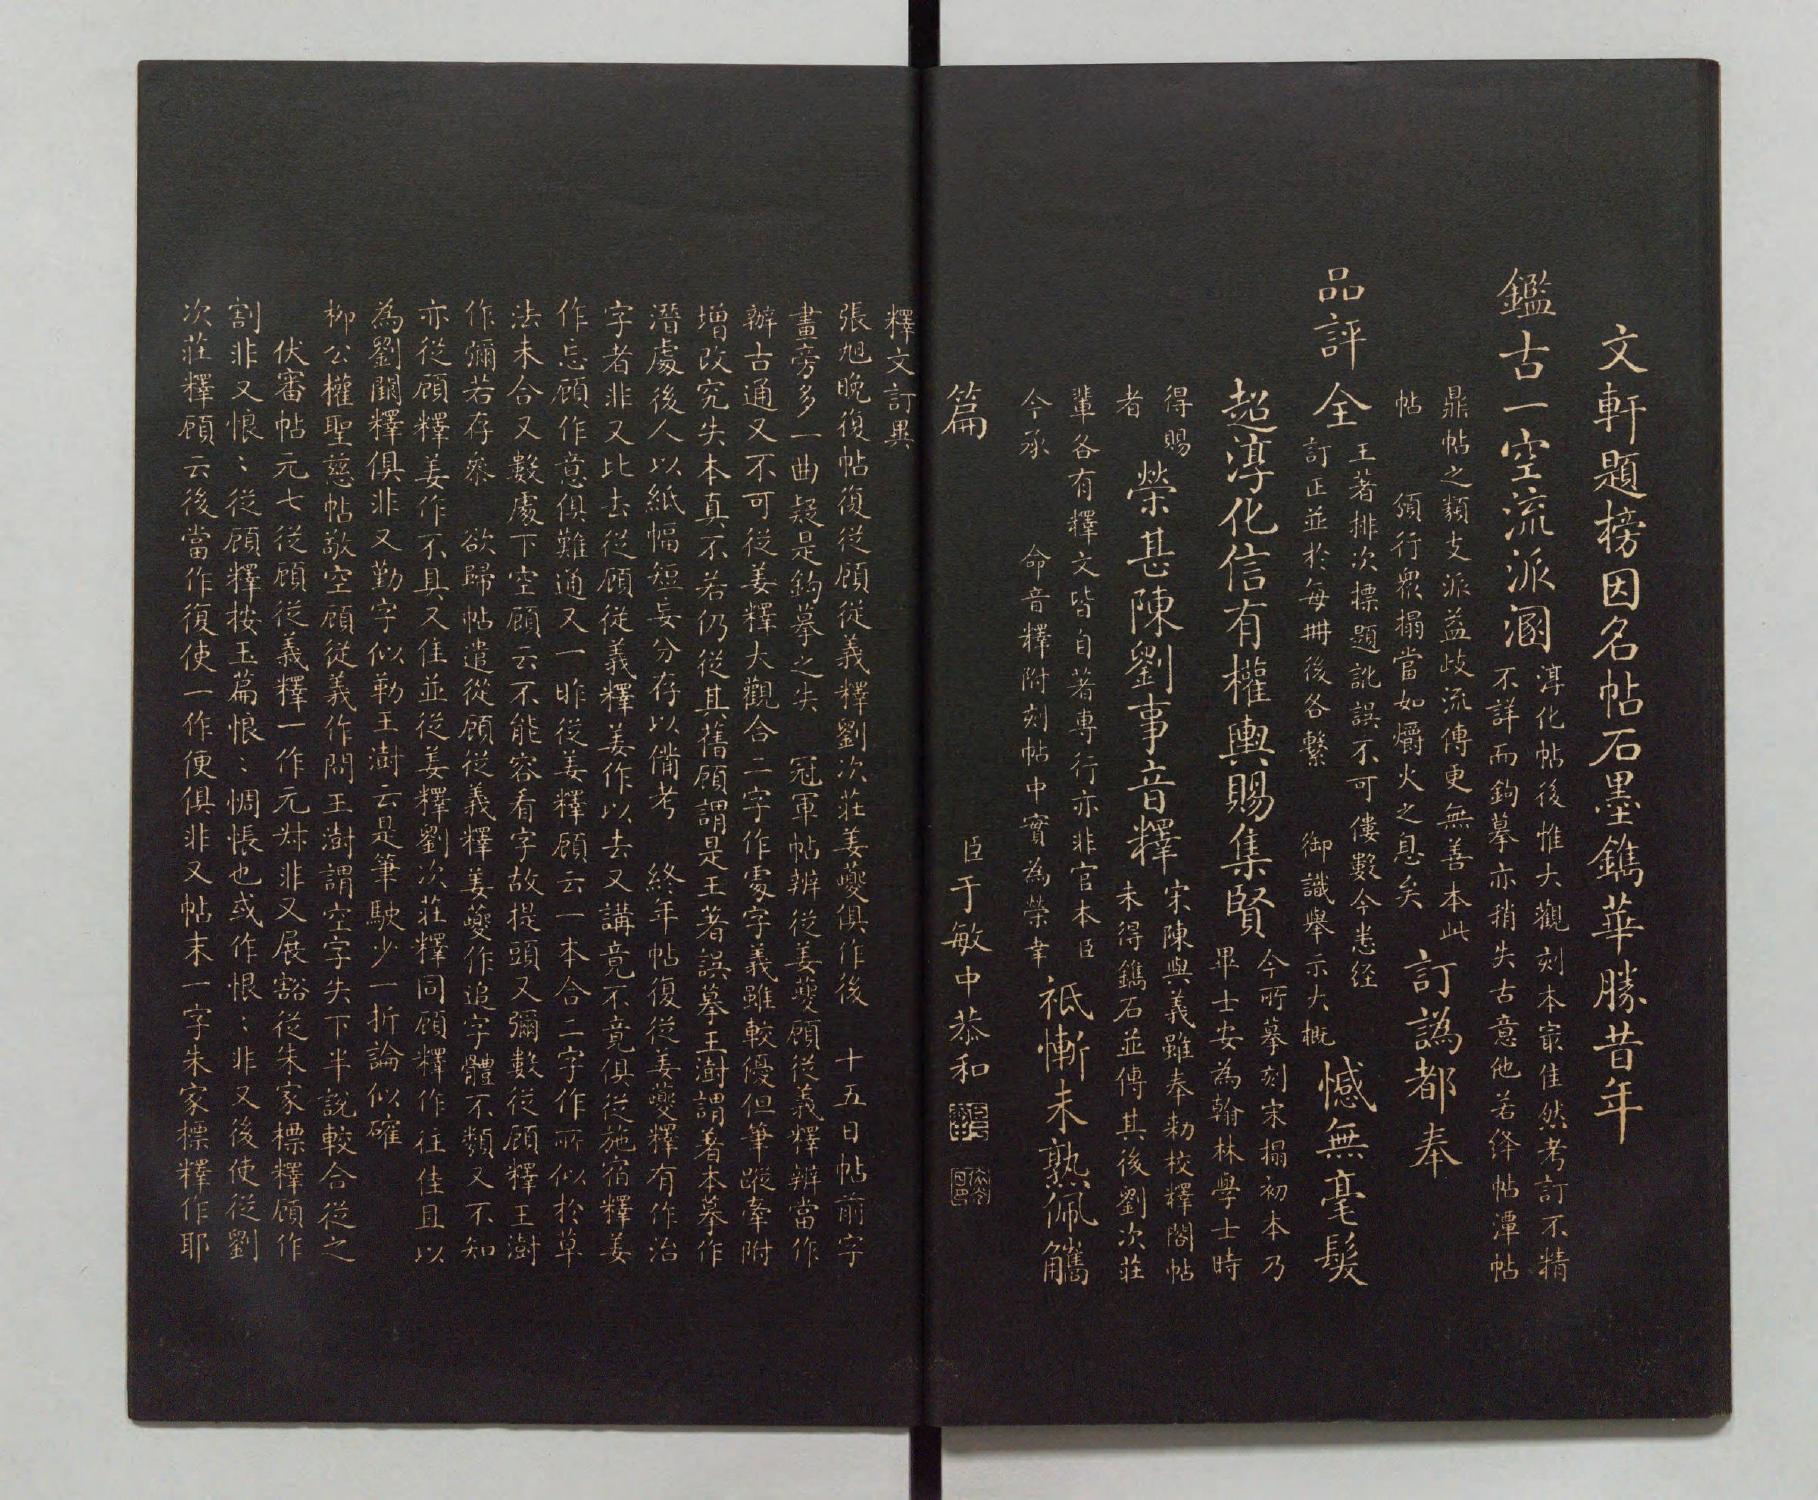 文軒題榜因名帖石墨鐫華勝昔年
鑑古一空流派溷
淳化帖後惟大觀刻本㝡佳然考訂不精
不詳而鈎摹亦稍失古意他若絳帖潭帖
鼎帖之類支派益歧流傳更無善本此
帖 頒行衆搨當如爝火之息矣
訂譌都奉
品評全
王著排次標題訛誤不可僂數今悉经
訂正並於每冊後各繫 御識舉示大概
憾無毫髮
超淳化信有權輿賜集賢
今所摹刻宋搨初本乃
畢士安為翰林學士時
得賜
者
榮甚陳劉事音釋
宋陳與義雖奉勅校釋閣帖
未得鐫石並傳其後劉次莊
輩各有釋文皆自著專行亦非官本臣
今承 命音釋附刻帖中實為榮幸
祗慚未熟佩觿
篇
臣于敏中恭和
釋文訂異
張旭晚復帖復從顧從義釋劉次莊姜夔俱作後 十五日帖前字
畫旁多一曲疑是鈎摹之失 冠軍帖辨從姜夔顧從義釋辨當作
辦古通又不可從姜釋大觀合二字作處字義雖較優但筆蹤牽附
增改究失本真不若仍從其舊顧謂是王著誤摹王澍謂著本摹作
潛處後人以紙幅短妄分存以備考 終年帖復從姜夔釋有作治
字者非又比去從顧從義釋姜作以去又講竟不竟俱從施宿釋姜
作忘顧作意俱難通又一昨從姜釋顧云一本合二字作所似於草
法未合又數處下空顧云不能容看字故提頭又彌數從顧釋王澍
作彌若存參 欲歸帖遣從顧從義釋姜夔作追字體不類又不知
亦從顧釋姜作不具又佳並從姜釋劉次莊釋同顧釋作往佳且以
為劉闗釋俱非又勤字似勒王澍云是筆駛少一折論似確
柳公權聖慈帖敬空顧從義作問王澍謂空字失下半說較合從之
伏審帖元七從顧從義釋一作元㘷非又展豁從朱家標釋顧作
割非又悢〻從顧釋按玉篇悢〻惆悵也或作恨〻非又後使從劉
次莊釋顧云後當作復使一作便俱非又帖末一字朱家標釋作耶